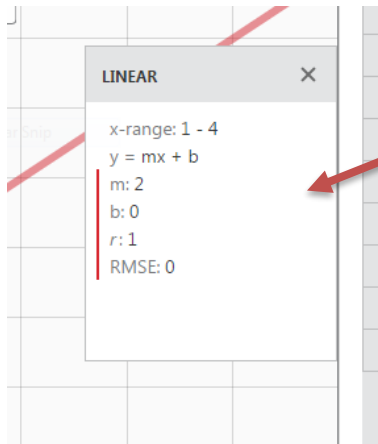 LINEAR
x-range: 1 - 4
y = mx + b
m: 2
b: 0
r: 1
RMSE: 0